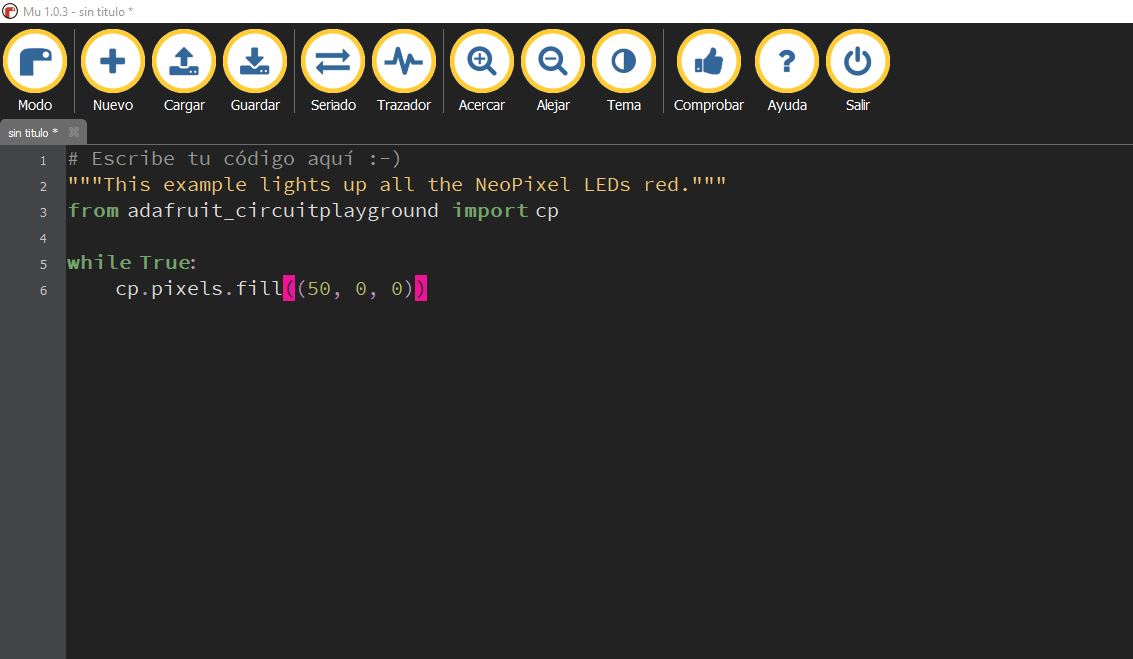 Mu 1.0.3 - sin titulo *
Modo Nuevo Cargar Guardar Seriado Trazador Acercar Alejar Tema Comprobar Ayuda Salir
sin titulo *
1 # Escribe tu código aquí :-)
2 """This example lights up all the NeoPixel LEDs red."""
3 from adafruit_circuitplayground import cp
4
5 while True:
6     cp.pixels.fill((50, 0, 0))